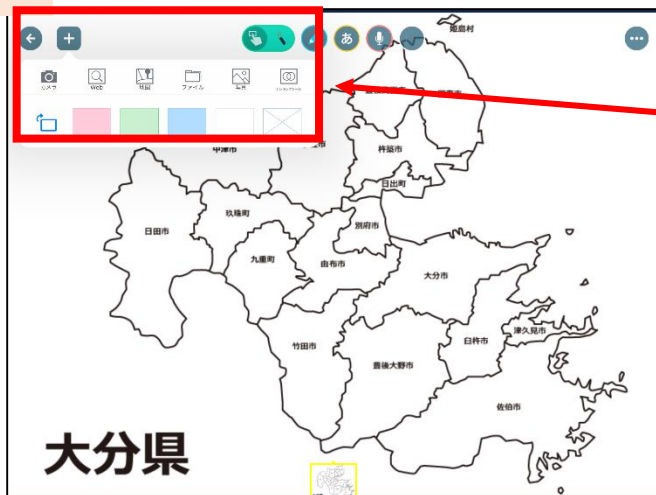 姫島村
あ
カメラ
Web
地図
ファイル
写真
杵築市
中津市
日出町
別府市
玖珠町
日田市
九重町
由布市
大分市
津久見市
臼杵市
竹田市
豊後大野市
佐伯市
大分県